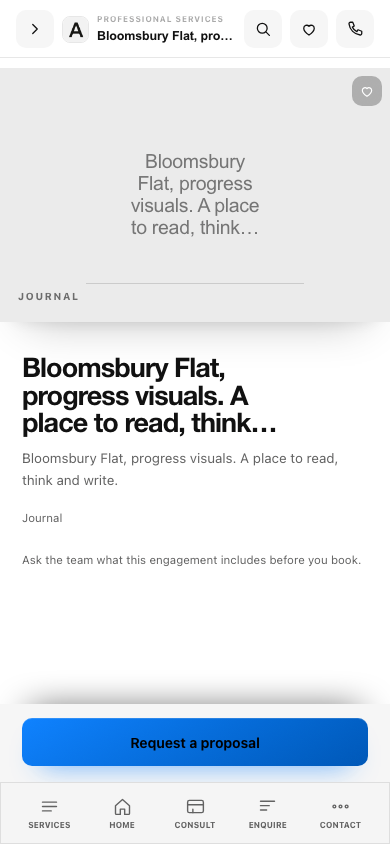 PROFESSIONAL SERVICES
A
Bloomsbury Flat, pro...
Bloomsbury
Flat, progress
visuals. A place
to read, think...
JOURNAL
Bloomsbury Flat,
progress visuals. A
place to read, think...
Bloomsbury Flat, progress visuals. A place to read,
think and write.
Journal
Ask the team what this engagement includes before you book.
Request a proposal
SERVICES
HOME
CONSULT
ENQUIRE
CONTACT